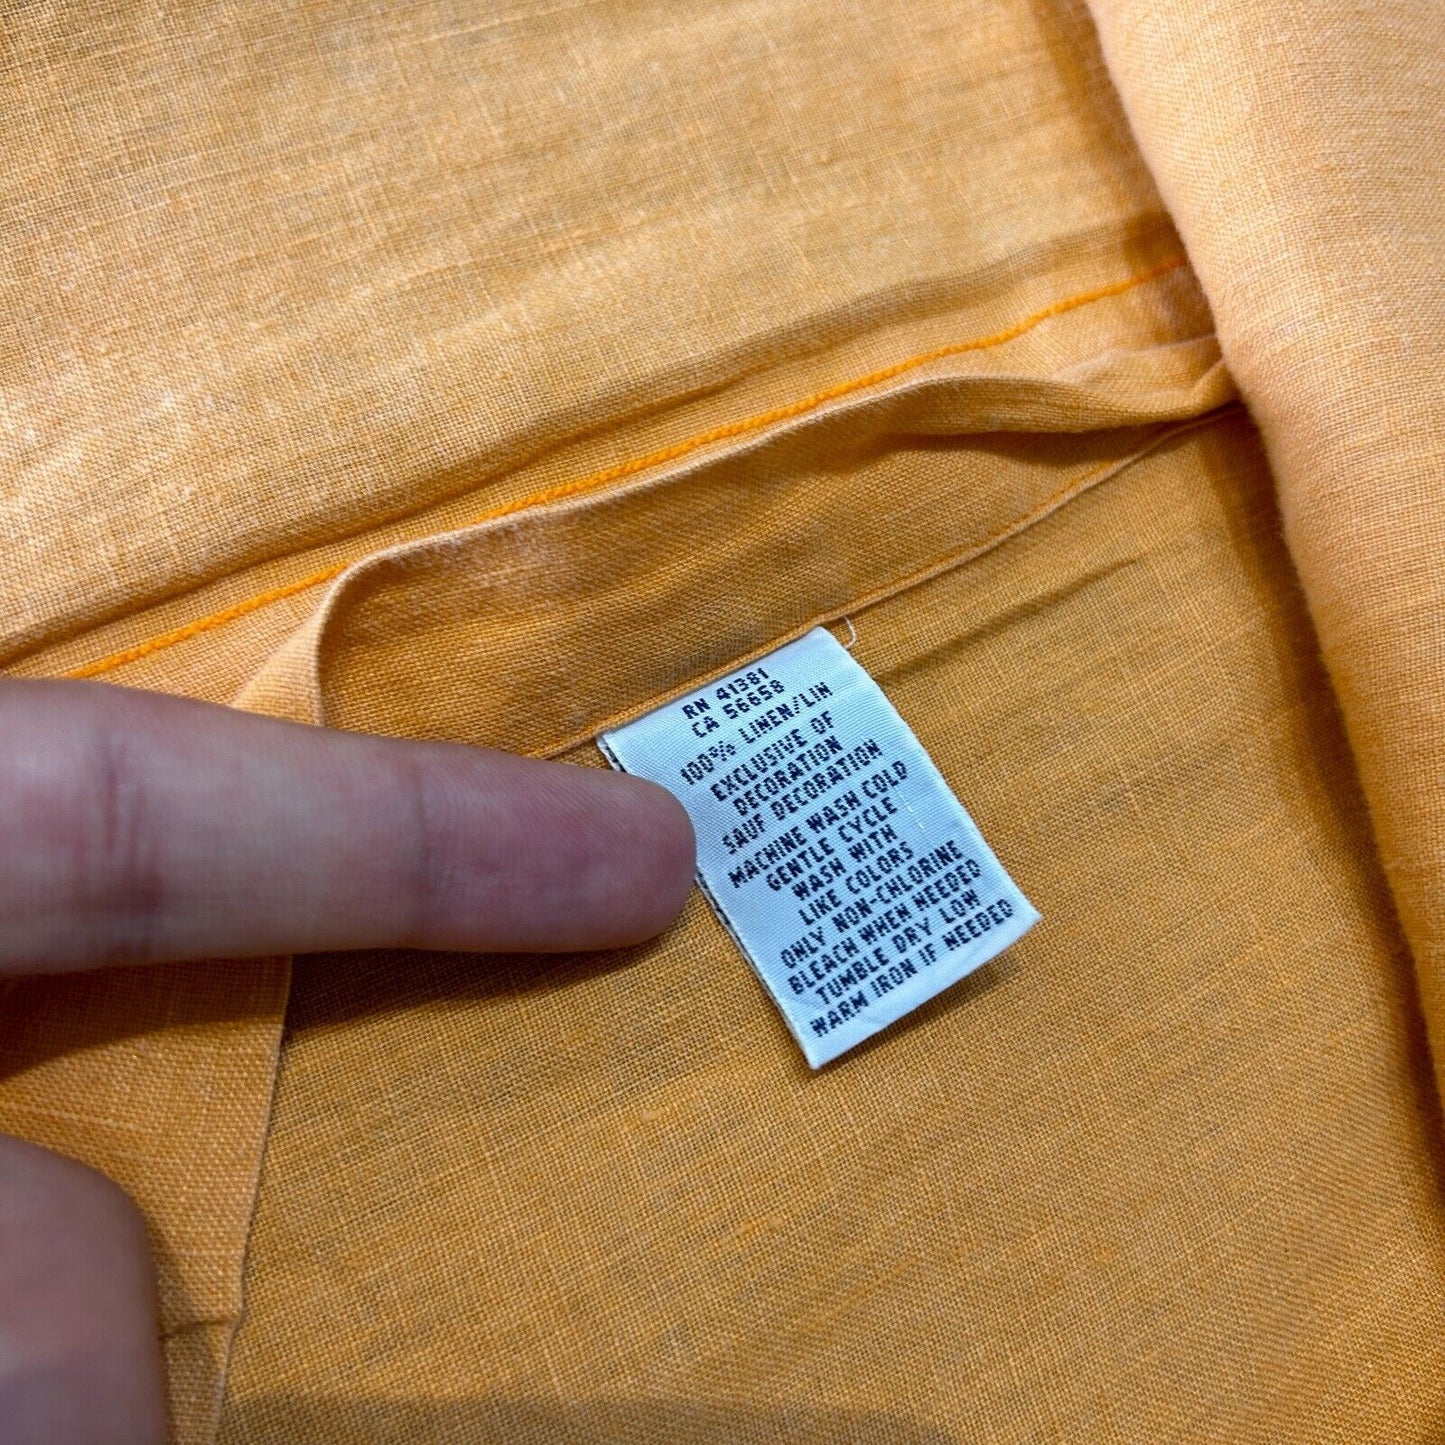 RN 41381
CA 56658
100% LINEN/LIN
EXCLUSIVE OF
DECORATION
SAUF DECORATION
MACHINE WASH COLD
GENTLE CYCLE
WASH WITH
LIKE COLORS
ONLY NON-CHLORINE
BLEACH WHEN NEEDED
TUMBLE DRY LOW
WARM IRON IF NEEDED